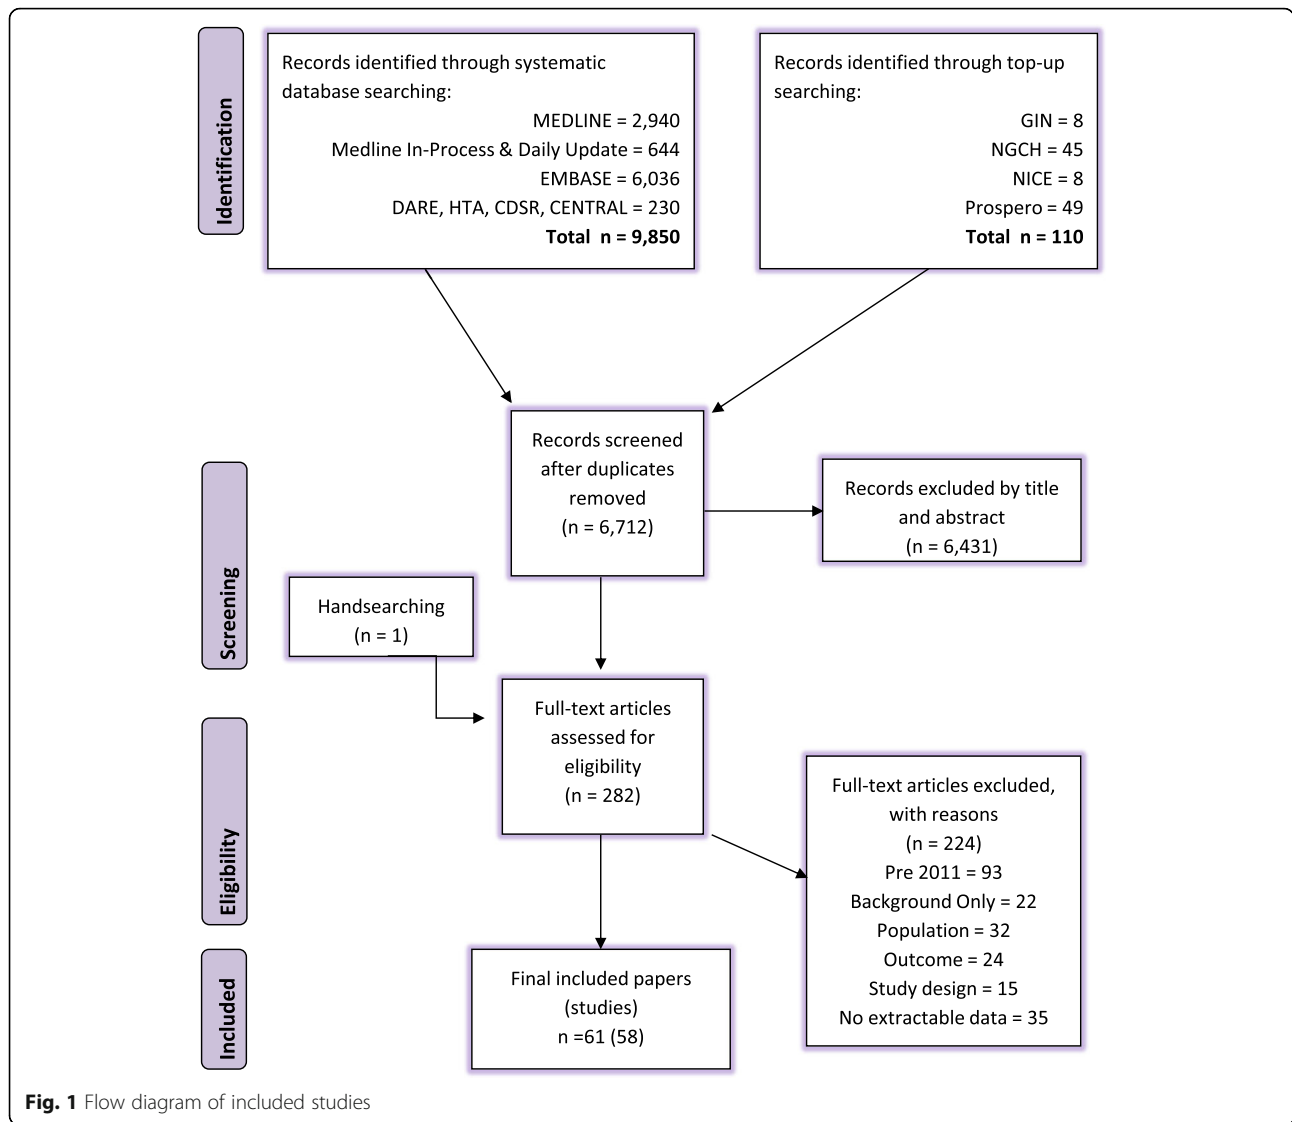 Identification
Records identified through systematic
database searching:
MEDLINE = 2,940
Medline In-Process & Daily Update = 644
EMBASE = 6,036
DARE, HTA, CDSR, CENTRAL = 230
Total n = 9,850
Records identified through top-up
searching:
GIN = 8
NGCH = 45
NICE = 8
Prospero = 49
Total n = 110
Screening
Records screened
after duplicates
removed
(n = 6,712)
Records excluded by title
and abstract
(n = 6,431)
Handsearching
(n = 1)
Eligibility
Full-text articles
assessed for
eligibility
(n = 282)
Full-text articles excluded,
with reasons
(n = 224)
Pre 2011 = 93
Background Only = 22
Population = 32
Outcome = 24
Study design = 15
No extractable data = 35
Included
Final included papers
(studies)
n =61 (58)
Fig. 1 Flow diagram of included studies